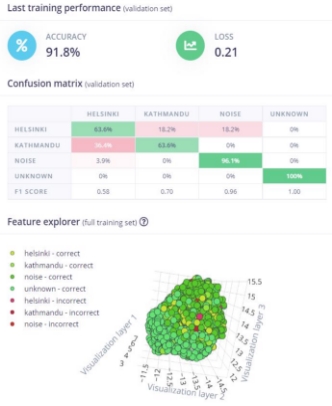 Last training performance (validation set)
ACCURACY
91.8%
LOSS
0.21
Confusion matrix (validation set)
HELSINKI KATHMANDU NOISE UNKNOWN
HELSINKI 63.6% 18.2% 18.2% 0%
KATHMANDU 36.4% 63.6% 0% 0%
NOISE 3.9% 0% 96.1% 0%
UNKNOWN 0% 0% 0% 100%
F1 SCORE 0.58 0.70 0.96 1.00
Feature explorer (full training set)
helsinki - correct
kathmandu - correct
noise - correct
unknown - correct
helsinki - incorrect
kathmandu - incorrect
noise - incorrect
Visualization layer 1
Visualization layer 2
Visualization layer 3
15.5
15
14.5
14
13.5
13
12.5
12
3
-11.5
-12
-12.5
-13
-13.5
-14
-14.5